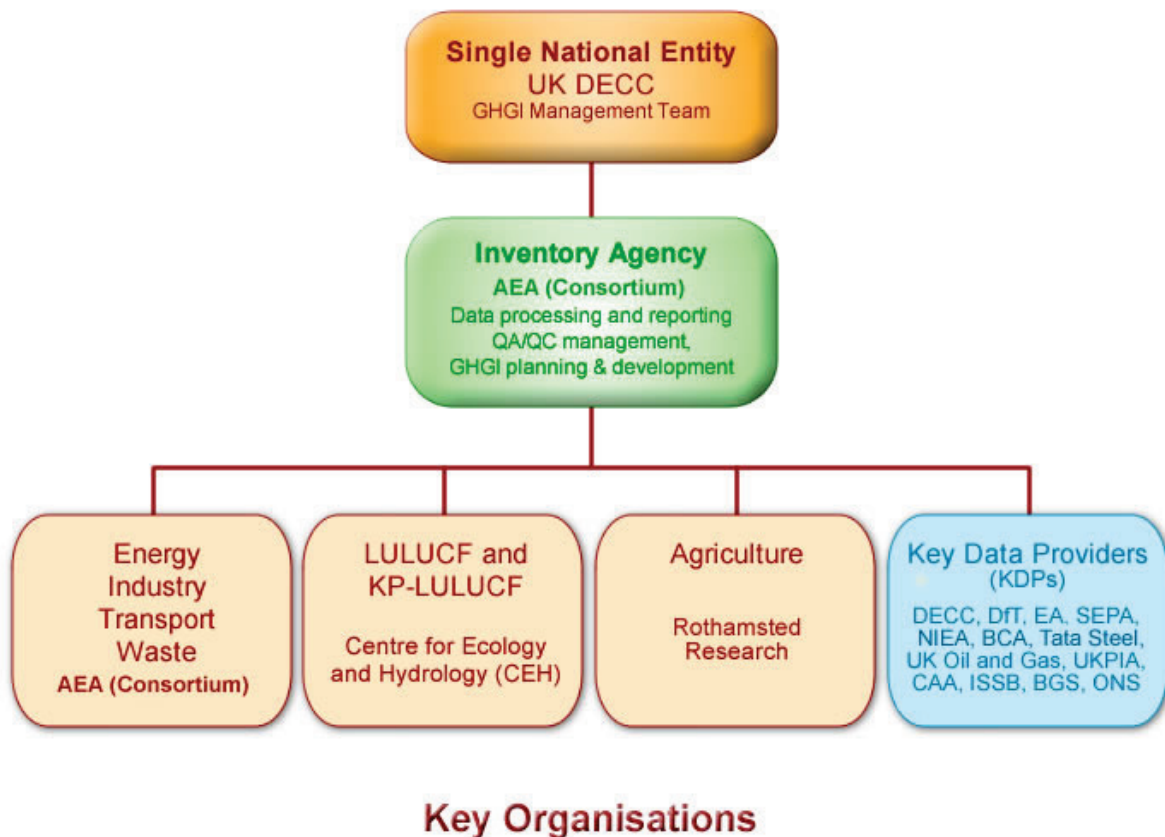 Single National Entity
UK DECC
GHGI Management Team
Inventory Agency
AEA (Consortium)
Data processing and reporting
QA/QC management,
GHGI planning & development
Energy
Industry
Transport
Waste
AEA (Consortium)
LULUCF and
KP-LULUCF
Centre for Ecology
and Hydrology (CEH)
Agriculture
Rothamsted
Research
Key Data Providers
(KDPs)
DECC, DfT, EA, SEPA,
NIEA, BCA, Tata Steel,
UK Oil and Gas, UKPIA,
CAA, ISSB, BGS, ONS
Key Organisations